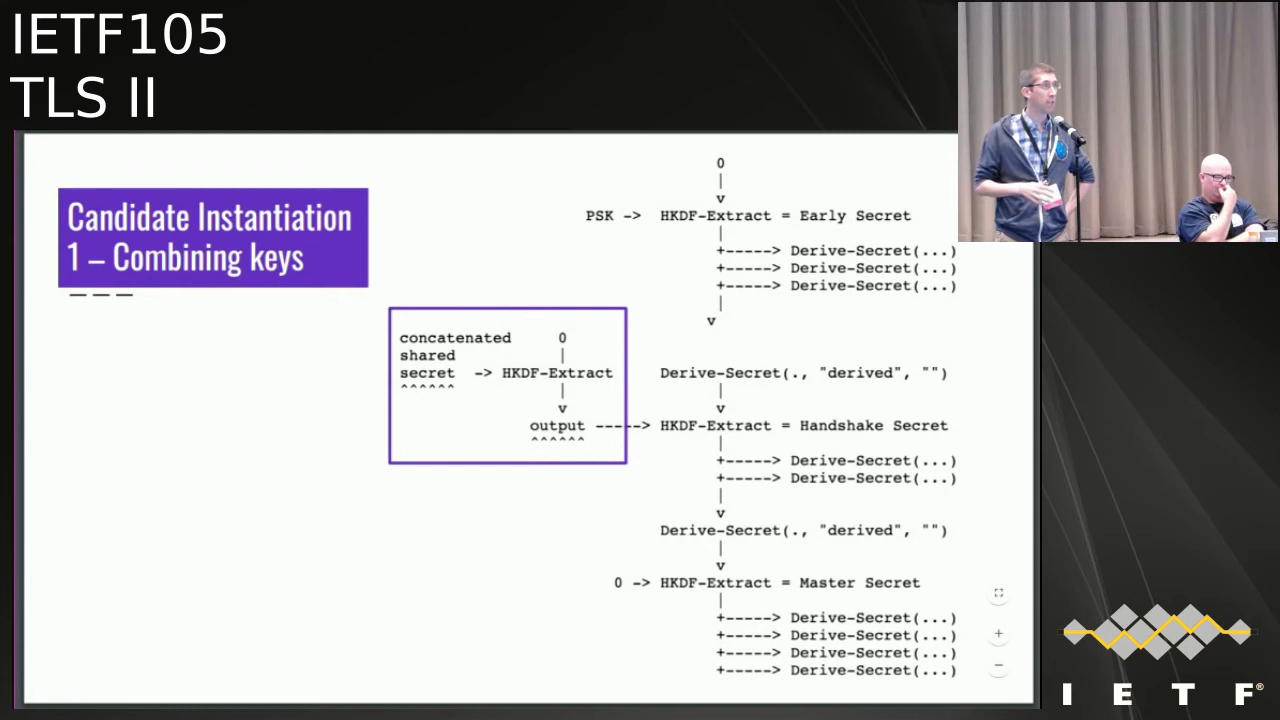 IETF105
TLS II
Candidate Instantiation
1 – Combining keys
0
|
v
PSK -> HKDF-Extract = Early Secret
|
+-----> Derive-Secret(...)
+-----> Derive-Secret(...)
+-----> Derive-Secret(...)
|
v
concatenated 0
shared |
secret -> HKDF-Extract
^^^^^^ |
v
output -----> HKDF-Extract = Handshake Secret
^^^^^^
Derive-Secret(., "derived", "")
|
v
|
+-----> Derive-Secret(...)
+-----> Derive-Secret(...)
|
v
Derive-Secret(., "derived", "")
|
v
0 -> HKDF-Extract = Master Secret
|
+-----> Derive-Secret(...)
+-----> Derive-Secret(...)
+-----> Derive-Secret(...)
+-----> Derive-Secret(...)
+
−
I E T F®